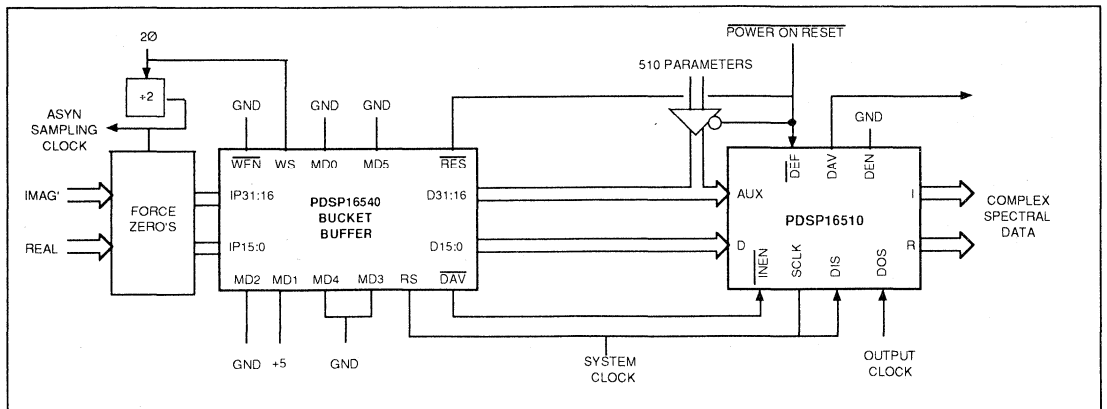 POWER ON RESET
2Ø
510 PARAMETERS
÷2
GND
GND
GND
GND
ASYN
SAMPLING
CLOCK
WEN
WS
MD0
MD5
RES
DEF
DAV
DEN
IMAG'
REAL
FORCE
ZERO'S
IP31:16
IP15:0
PDSP16540
BUCKET
BUFFER
D31:16
D15:0
AUX
D
PDSP16510
I
R
COMPLEX
SPECTRAL
DATA
MD2
MD1
MD4
MD3
RS
DAV
INEN
SCLK
DIS
DOS
GND
+5
GND
SYSTEM
CLOCK
OUTPUT
CLOCK